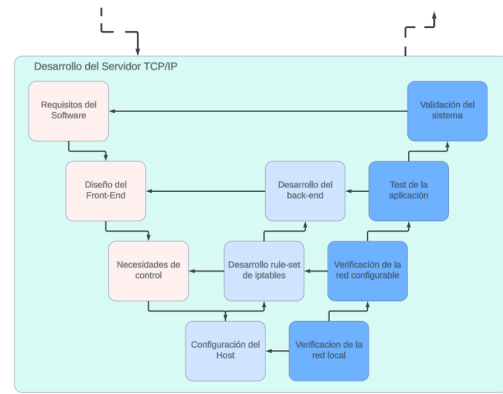 Desarrollo del Servidor TCP/IP
Requisitos del
Software
Validación del
sistema
Diseño del
Front-End
Desarrollo del
back-end
Test de la
aplicación
Necesidades de
control
Desarrollo rule-set
de iptables
Verificación de la
red configurable
Configuración del
Host
Verificacion de la
red local